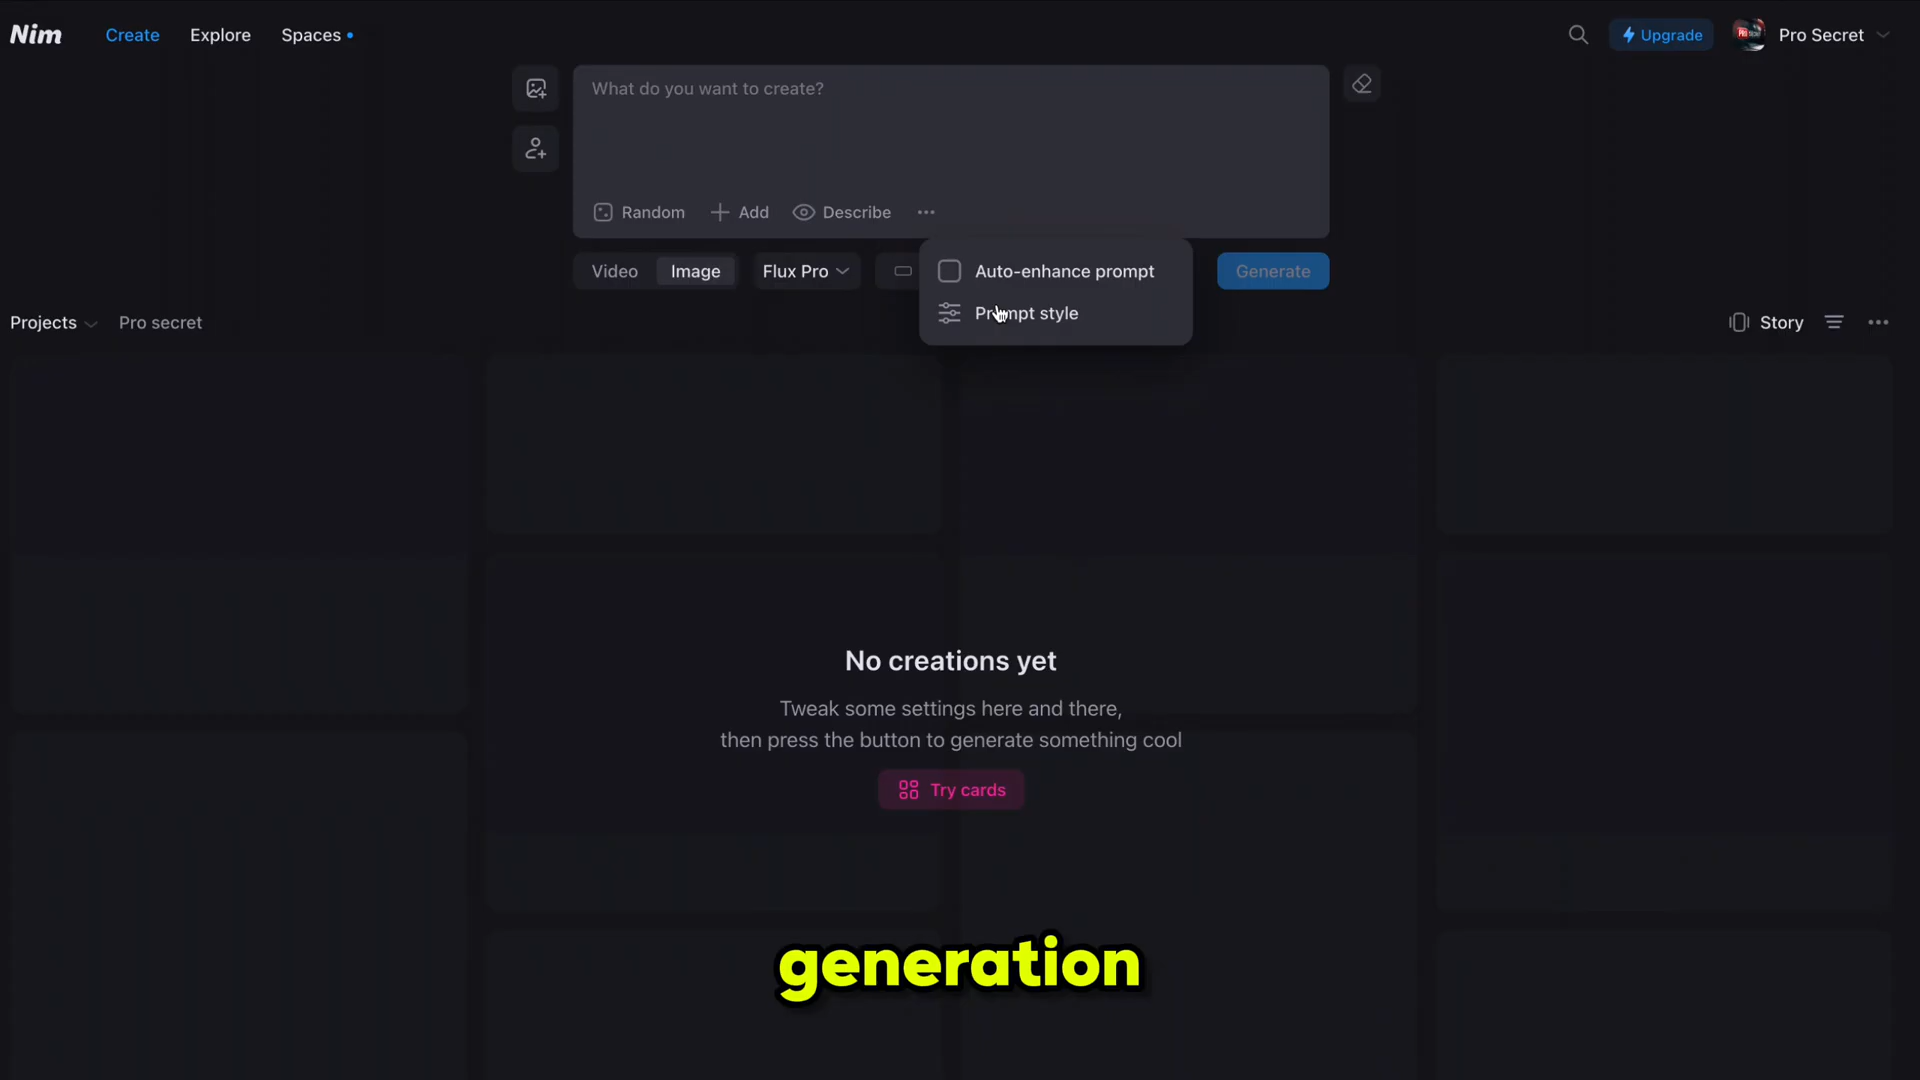 Nim Create Explore Spaces Upgrade Pro Secret
What do you want to create?
Random Add Describe
Video Image Flux Pro Auto-enhance prompt Generate
Prompt style
Projects Pro secret Story
No creations yet
Tweak some settings here and there,
then press the button to generate something cool
Try cards
generation